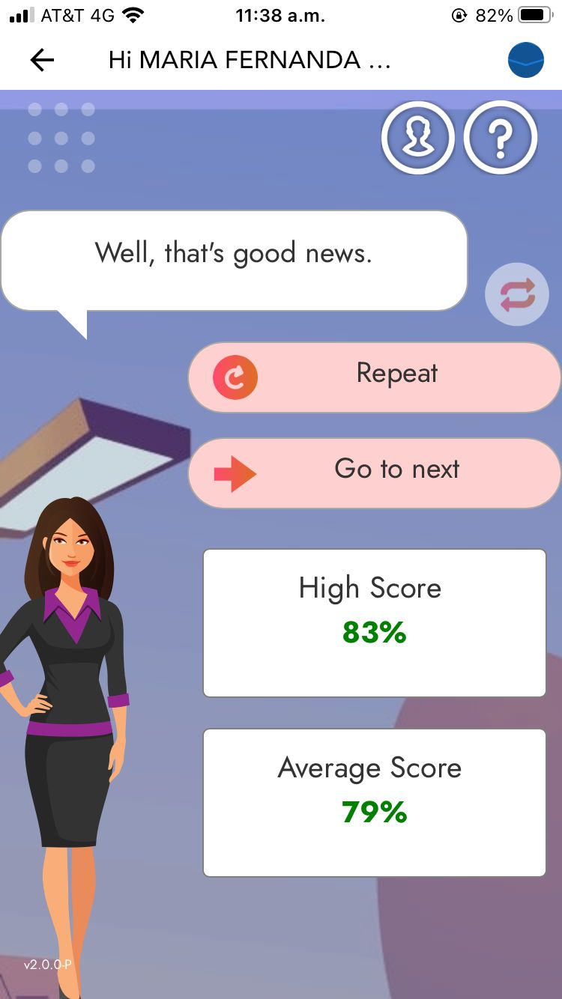 AT&T 4G 11:38 a.m. 82%
Hi MARIA FERNANDA ...
?
Well, that's good news.
Repeat
Go to next
High Score
83%
Average Score
79%
v2.0.0-P